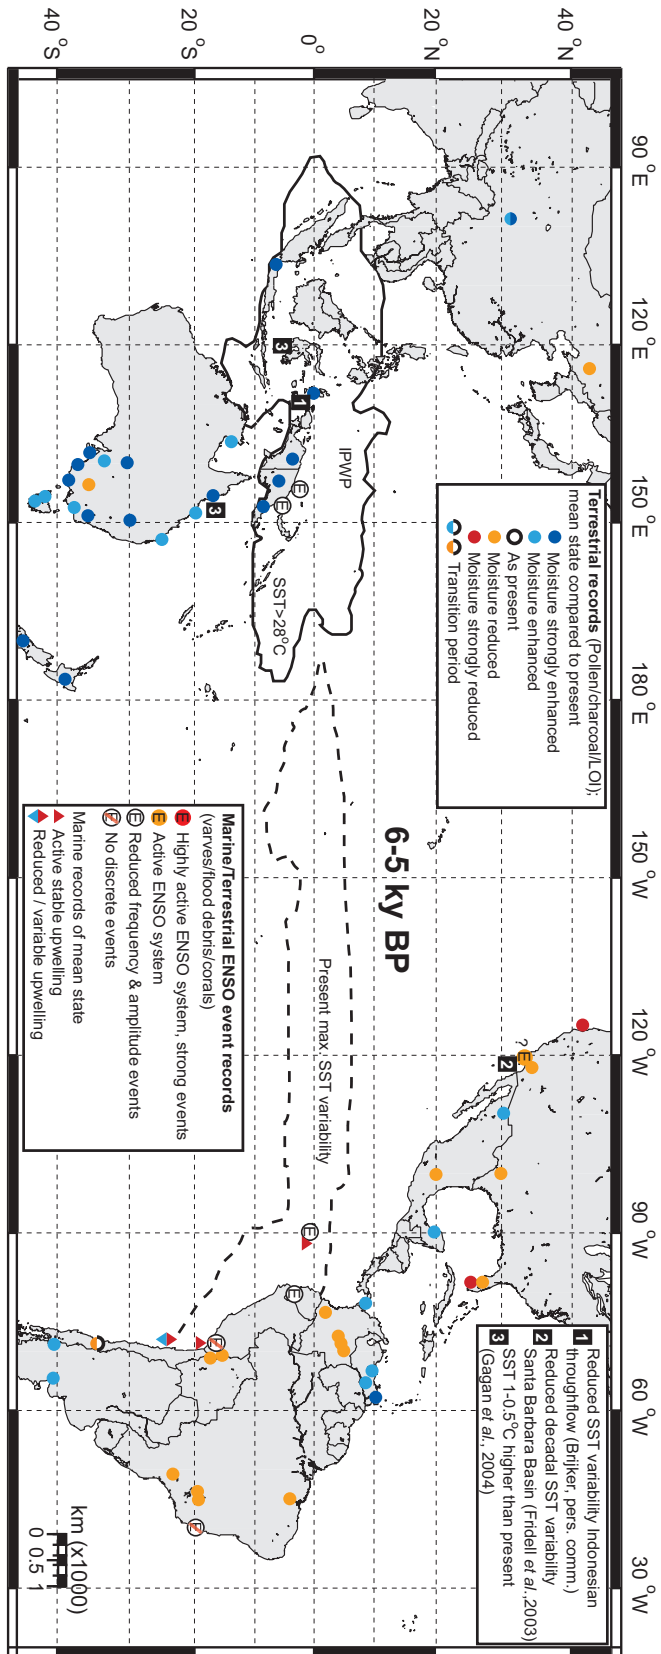 40 °S
20 °S
0°
20 °N
40 °N
90 °E
120 °E
150 °E
180 °E
150 °W
120 °W
90 °W
60 °W
30 °W
Terrestrial records (Pollen/charcoal/LOI);
mean state compared to present
Moisture strongly enhanced
Moisture enhanced
As present
Moisture reduced
Moisture strongly reduced
Transition period
6-5 ky BP
1 Reduced SST variability Indonesian
throughflow (Brijker, pers. comm.)
2 Reduced decadal SST variability
Santa Barbara Basin (Fridell et al.,2003)
3 SST 1-0.5°C higher than present
(Gagan et al., 2004)
IPWP
SST>28°C
Present max. SST variability
3
1
3
2
E
E
? E
E
E
E
E
Marine/Terrestrial ENSO event records
(varves/flood debris/corals)
E Highly active ENSO system, strong events
E Active ENSO system
E Reduced frequency & amplitude events
E No discrete events
Marine records of mean state
Active stable upwelling
Reduced / variable upwelling
km (x1000)
0 0.5 1